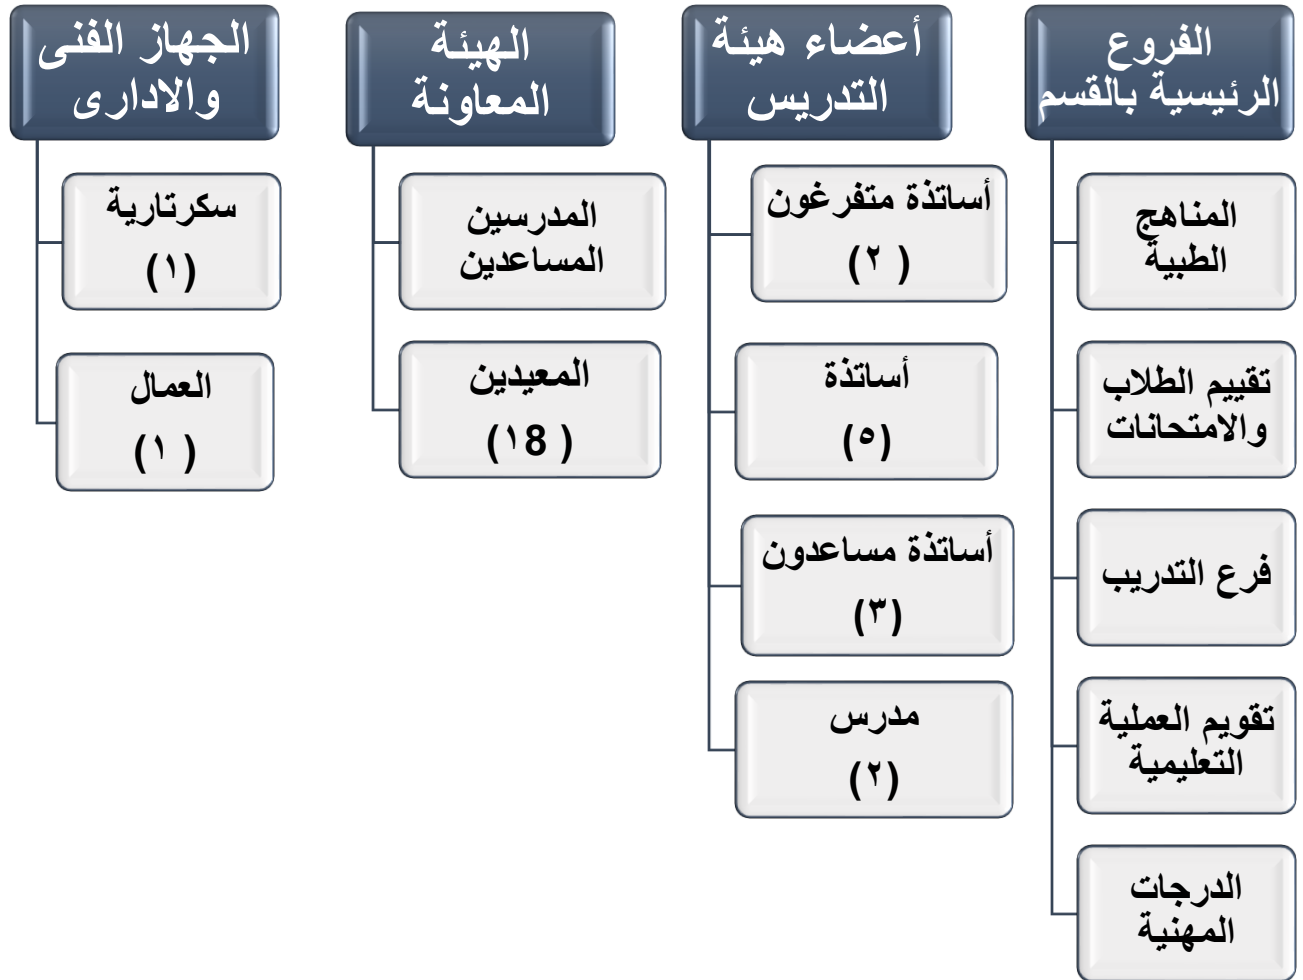 الفروع
الرئيسية بالقسم
المناهج
الطبية
تقييم الطلاب
والامتحانات
فرع التدريب
تقويم العملية
التعليمية
الدرجات
المهنية
أعضاء هيئة
التدريس
أساتذة متفرغون
(٢ )
أساتذة
(٥)
أساتذة مساعدون
(٣)
مدرس
(٢)
الهيئة
المعاونة
المدرسين
المساعدين
المعيدين
(١8 )
الجهاز الفنى
والادارى
سكرتارية
(١)
العمال
(١ )